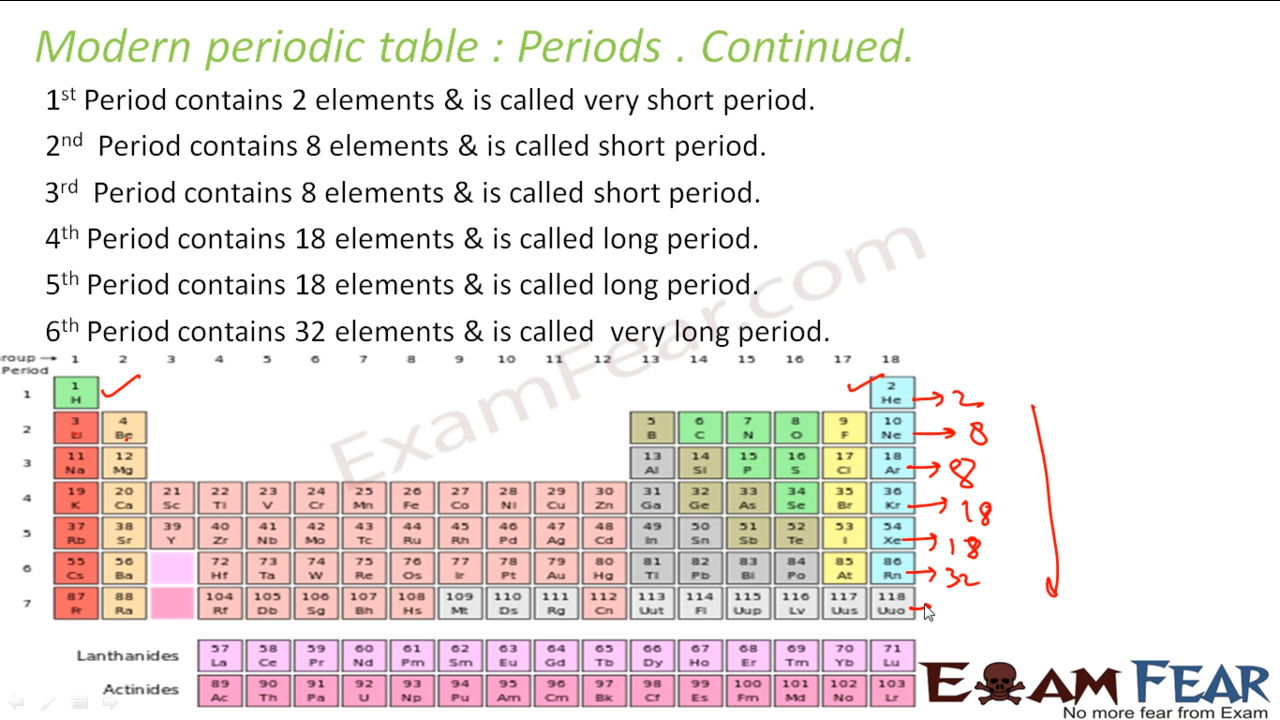 Modern periodic table : Periods . Continued.
1st Period contains 2 elements & is called very short period.
2nd Period contains 8 elements & is called short period.
3rd Period contains 8 elements & is called short period.
4th Period contains 18 elements & is called long period.
5th Period contains 18 elements & is called long period.
6th Period contains 32 elements & is called very long period.
ExamFear.com
roup → 1 2 3 4 5 6 7 8 9 10 11 12 13 14 15 16 17 18
Period
1 2
1 H He → 2
3 4 5 6 7 8 9 10
2 Li Be B C N O F Ne → 8
11 12 13 14 15 16 17 18
3 Na Mg Al Si P S Cl Ar → 8
19 20 21 22 23 24 25 26 27 28 29 30 31 32 33 34 35 36
4 K Ca Sc Ti V Cr Mn Fe Co Ni Cu Zn Ga Ge As Se Br Kr → 18
37 38 39 40 41 42 43 44 45 46 47 48 49 50 51 52 53 54
5 Rb Sr Y Zr Nb Mo Tc Ru Rh Pd Ag Cd In Sn Sb Te I Xe → 18
55 56 72 73 74 75 76 77 78 79 80 81 82 83 84 85 86
6 Cs Ba Hf Ta W Re Os Ir Pt Au Hg Tl Pb Bi Po At Rn → 32
87 88 104 105 106 107 108 109 110 111 112 113 114 115 116 117 118
7 Fr Ra Rf Db Sg Bh Hs Mt Ds Rg Cn Uut Fl Uup Lv Uus Uuo
57 58 59 60 61 62 63 64 65 66 67 68 69 70 71
Lanthanides La Ce Pr Nd Pm Sm Eu Gd Tb Dy Ho Er Tm Yb Lu
89 90 91 92 93 94 95 96 97 98 99 100 101 102 103
Actinides Ac Th Pa U Np Pu Am Cm Bk Cf Es Fm Md No Lr
EXAM FEAR
No more fear from Exam